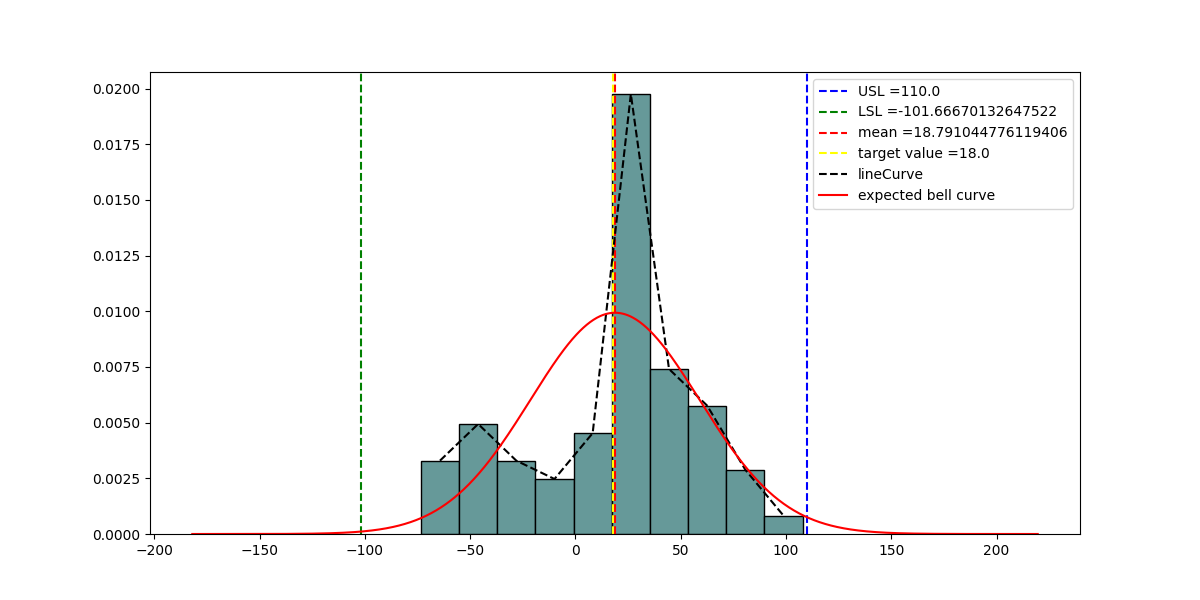 USL =110.0
LSL =-101.66670132647522
mean =18.791044776119406
target value =18.0
lineCurve
expected bell curve
0.0200
0.0175
0.0150
0.0125
0.0100
0.0075
0.0050
0.0025
0.0000
−200 −150 −100 −50 0 50 100 150 200